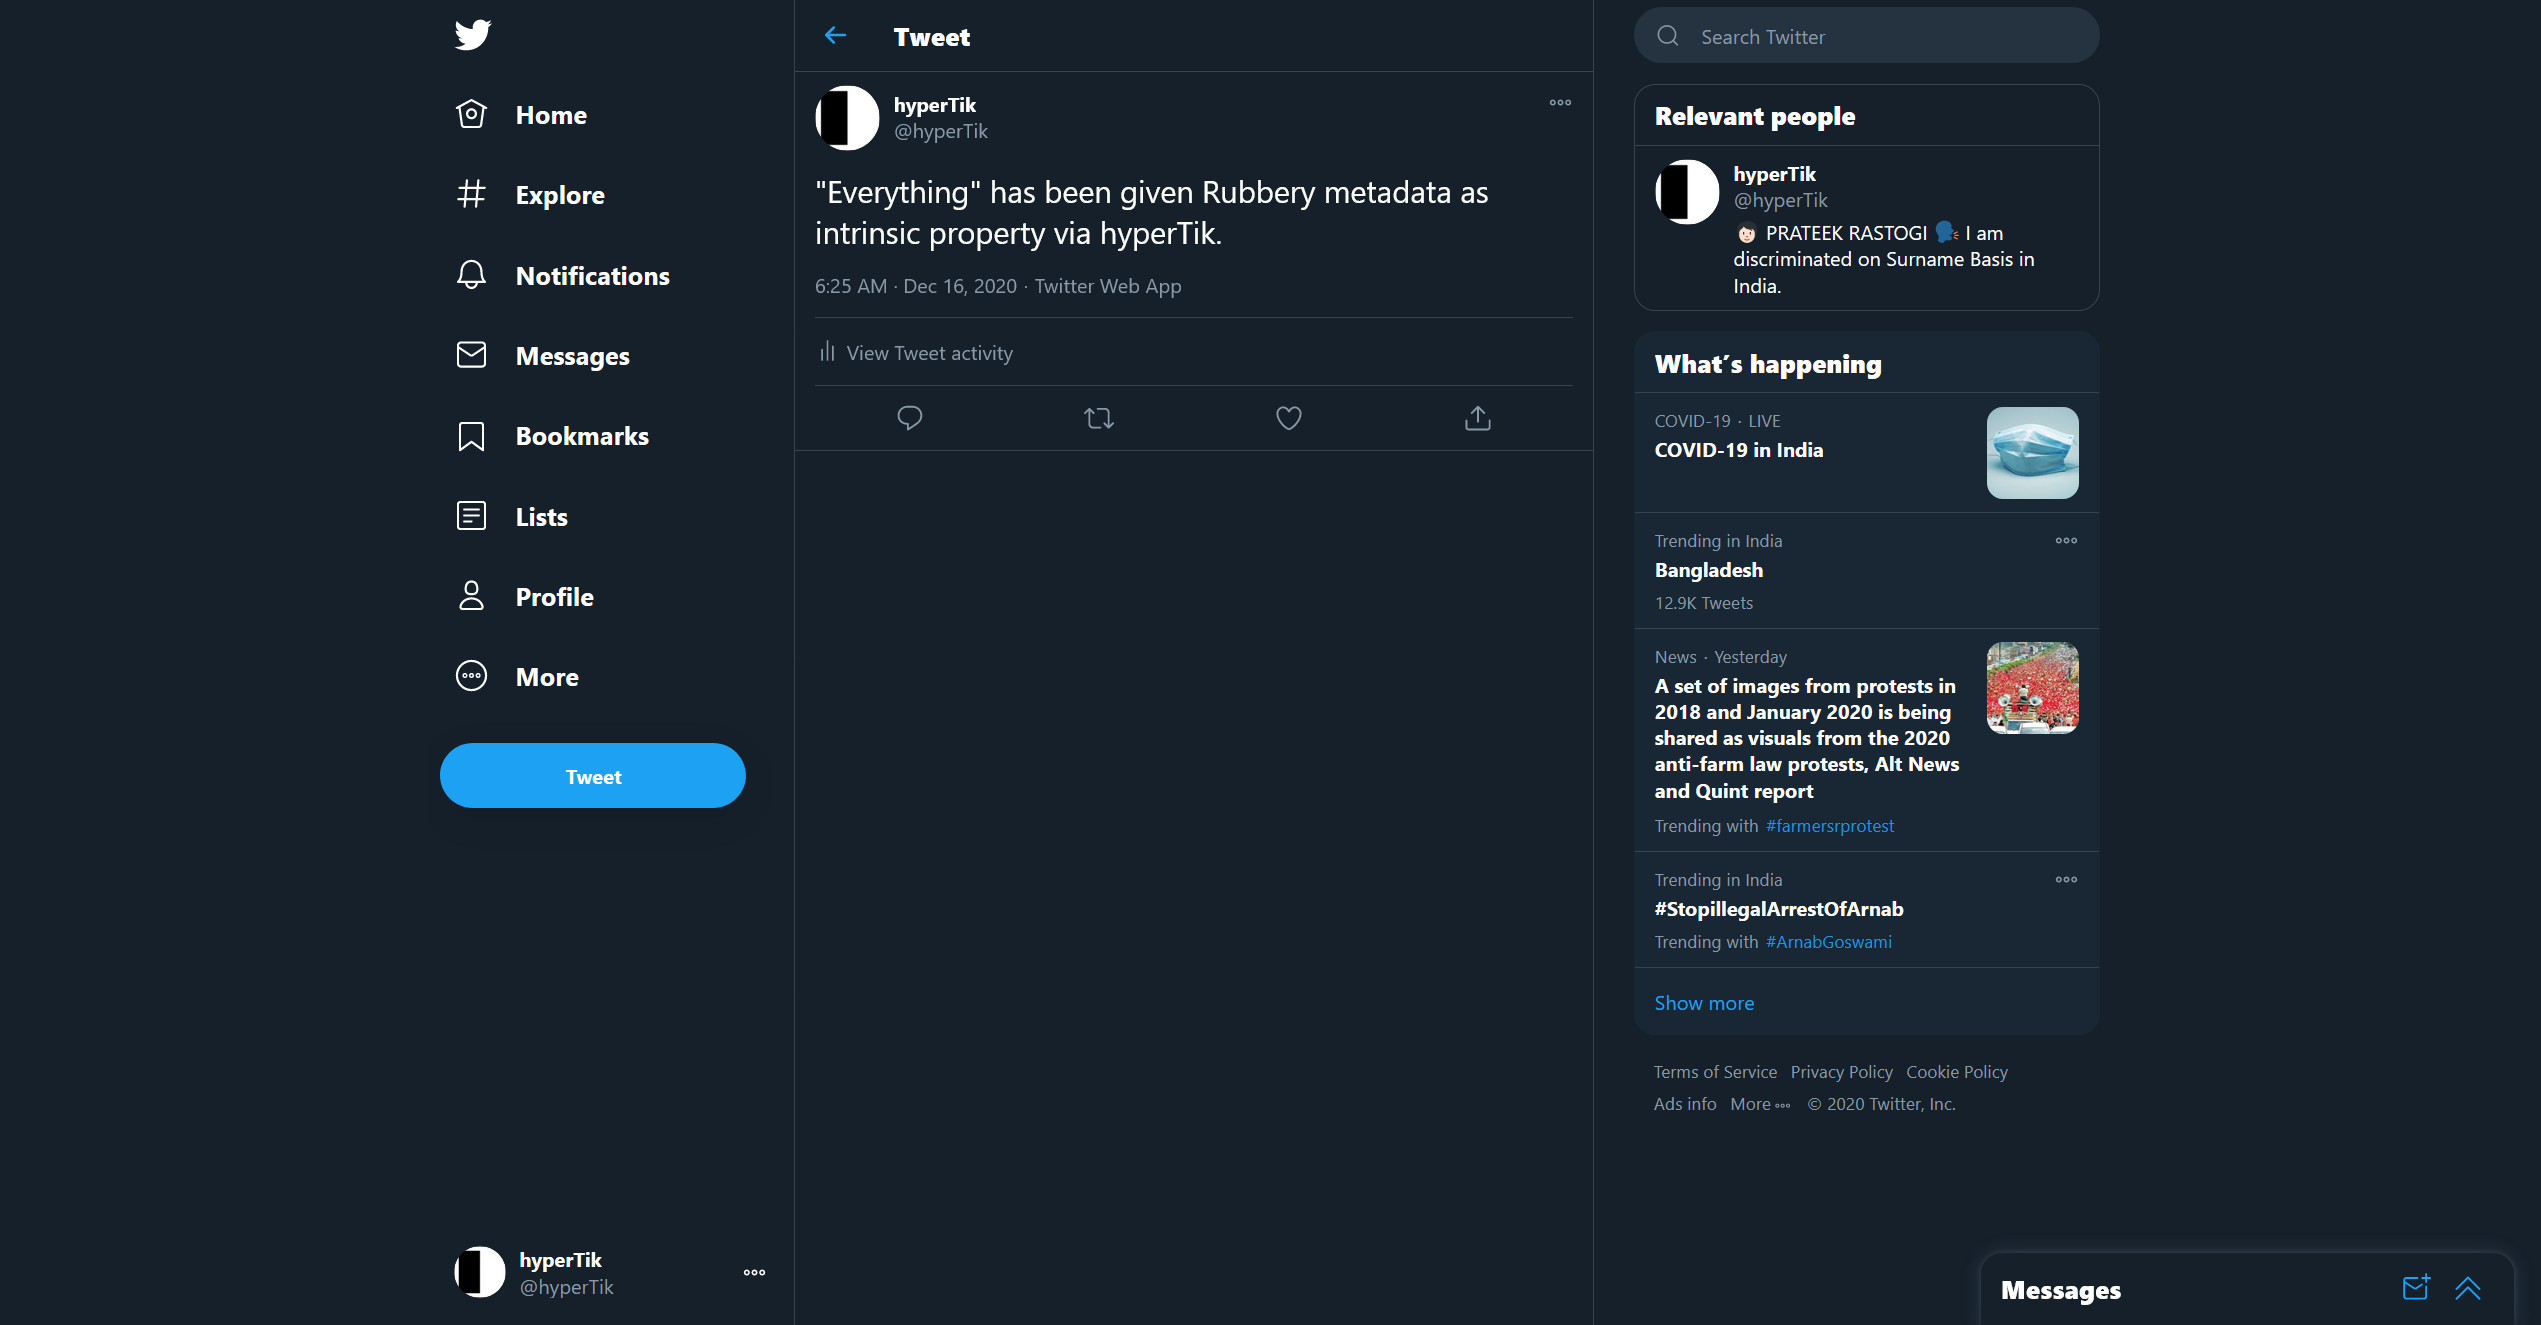 Home
Explore
Notifications
Messages
Bookmarks
Lists
Profile
More
Tweet
hyperTik
@hyperTik
Tweet
hyperTik
@hyperTik
"Everything" has been given Rubbery metadata as
intrinsic property via hyperTik.
6:25 AM · Dec 16, 2020 · Twitter Web App
View Tweet activity
Search Twitter
Relevant people
hyperTik
@hyperTik
PRATEEK RASTOGI I am
discriminated on Surname Basis in
India.
What's happening
COVID-19 · LIVE
COVID-19 in India
Trending in India
Bangladesh
12.9K Tweets
News · Yesterday
A set of images from protests in
2018 and January 2020 is being
shared as visuals from the 2020
anti-farm law protests, Alt News
and Quint report
Trending with #farmersrprotest
Trending in India
#StopillegalArrestOfArnab
Trending with #ArnabGoswami
Show more
Terms of Service Privacy Policy Cookie Policy
Ads info More © 2020 Twitter, Inc.
Messages